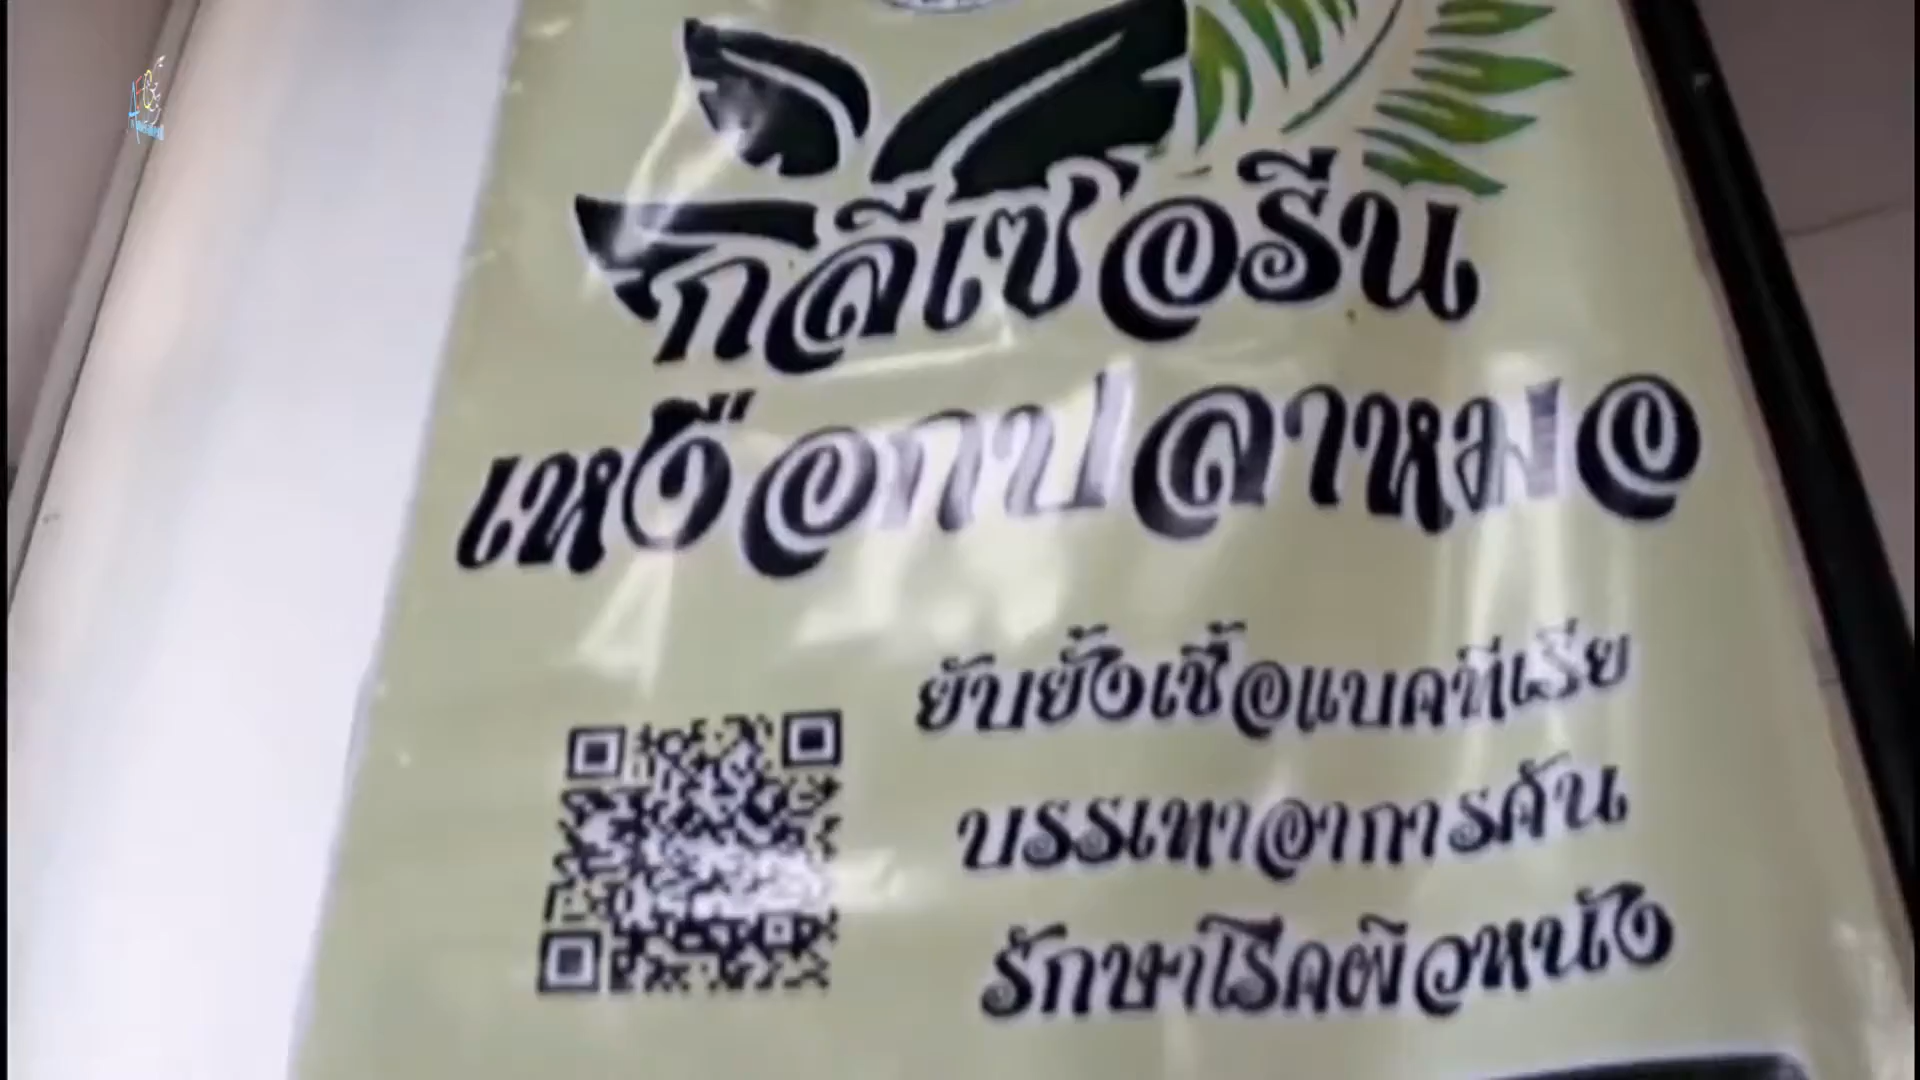 กลีเซอรีน
เหงือกปลาหมอ
ยับยั้งเชื้อแบคทีเรีย
บรรเทาอาการคัน
รักษาโรคผิวหนัง